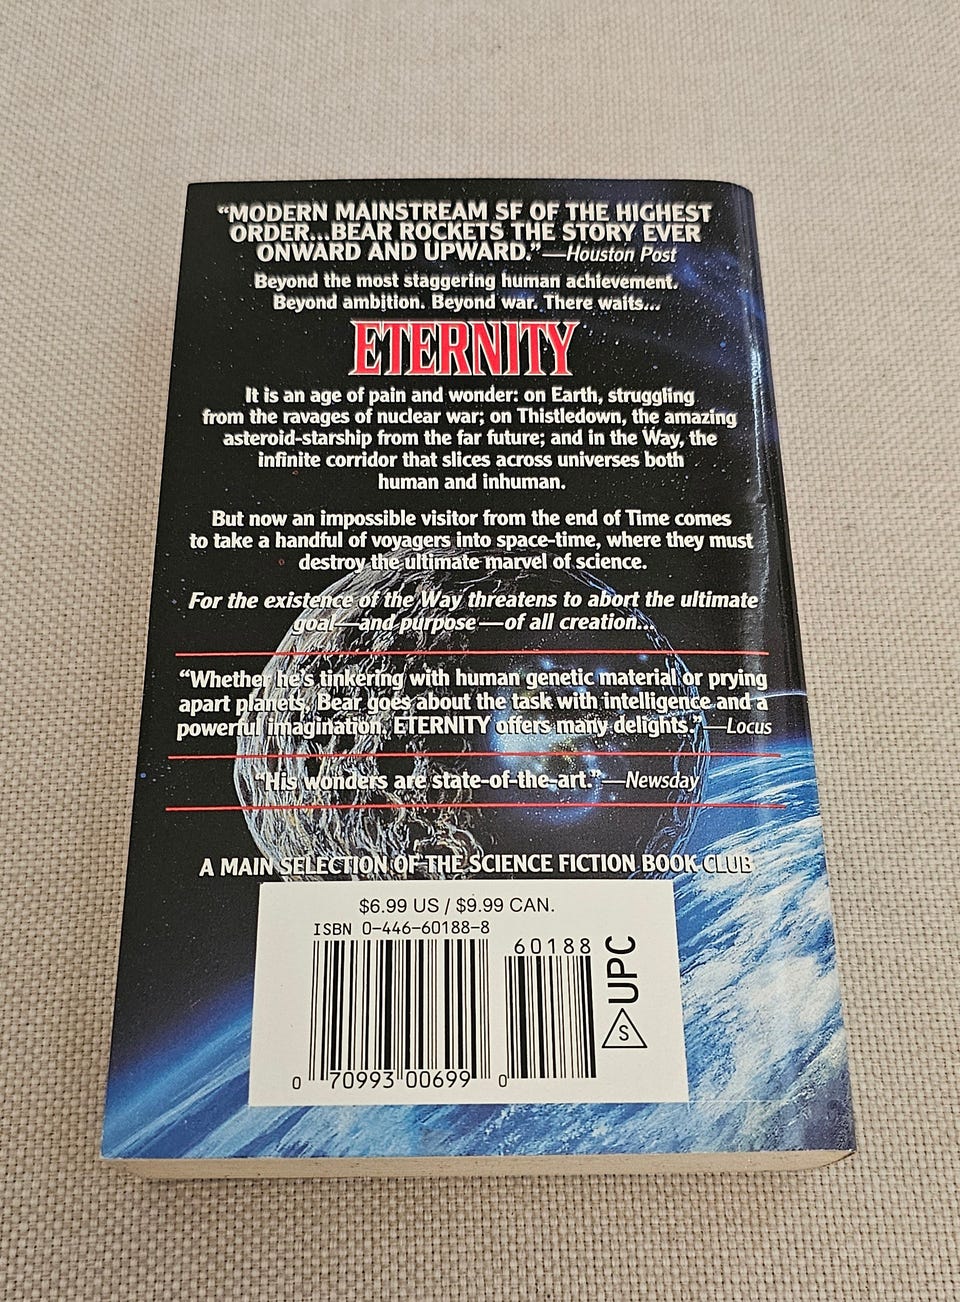 “MODERN MAINSTREAM SF OF THE HIGHEST
ORDER...BEAR ROCKETS THE STORY EVER
ONWARD AND UPWARD.”—Houston Post
Beyond the most staggering human achievement.
Beyond ambition. Beyond war. There waits...
ETERNITY
It is an age of pain and wonder: on Earth, struggling
from the ravages of nuclear war; on Thistledown, the amazing
asteroid-starship from the far future; and in the Way, the
infinite corridor that slices across universes both
human and inhuman.
But now an impossible visitor from the end of Time comes
to take a handful of voyagers into space-time, where they must
destroy the ultimate marvel of science.
For the existence of the Way threatens to abort the ultimate
goal—and purpose—of all creation...
“Whether he's tinkering with human genetic material or prying
apart planets, Bear goes about the task with intelligence and a
powerful imagination. ETERNITY offers many delights.”—Locus
“His wonders are state-of-the-art.”—Newsday
A MAIN SELECTION OF THE SCIENCE FICTION BOOK CLUB
$6.99 US / $9.99 CAN.
ISBN 0-446-60188-8
60188
UPC
S
0 70993 00699 0